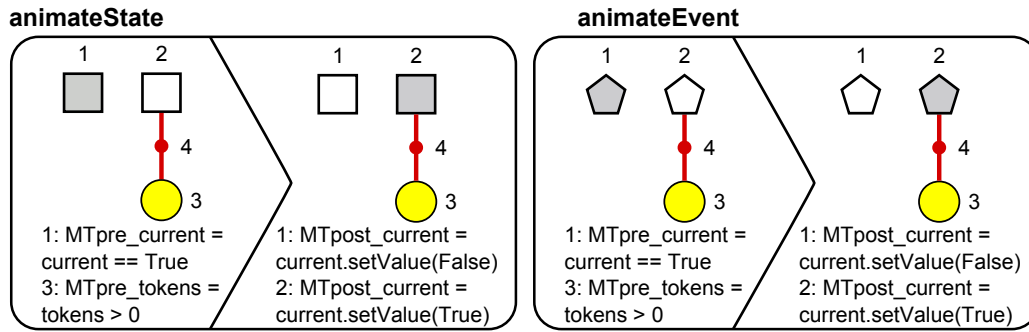 animateState
1 2
4
3
1: MTpre_current =
current == True
3: MTpre_tokens =
tokens > 0
1 2
4
3
1: MTpost_current =
current.setValue(False)
2: MTpost_current =
current.setValue(True)
animateEvent
1 2
4
3
1: MTpre_current =
current == True
3: MTpre_tokens =
tokens > 0
1 2
4
3
1: MTpost_current =
current.setValue(False)
2: MTpost_current =
current.setValue(True)